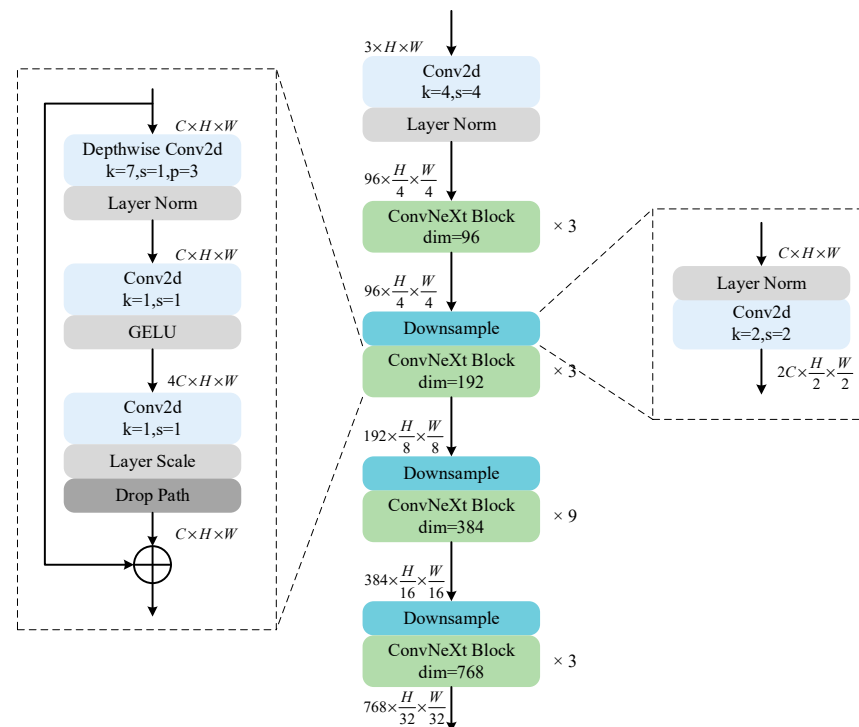 C×H×W
Depthwise Conv2d
k=7,s=1,p=3
Layer Norm
C×H×W
Conv2d
k=1,s=1
GELU
4C×H×W
Conv2d
k=1,s=1
Layer Scale
Drop Path
C×H×W
3×H×W
Conv2d
k=4,s=4
Layer Norm
96×H/4×W/4
ConvNeXt Block
dim=96
× 3
96×H/4×W/4
Downsample
ConvNeXt Block
dim=192
× 3
192×H/8×W/8
Downsample
ConvNeXt Block
dim=384
× 9
384×H/16×W/16
Downsample
ConvNeXt Block
dim=768
× 3
768×H/32×W/32
C×H×W
Layer Norm
Conv2d
k=2,s=2
2C×H/2×W/2